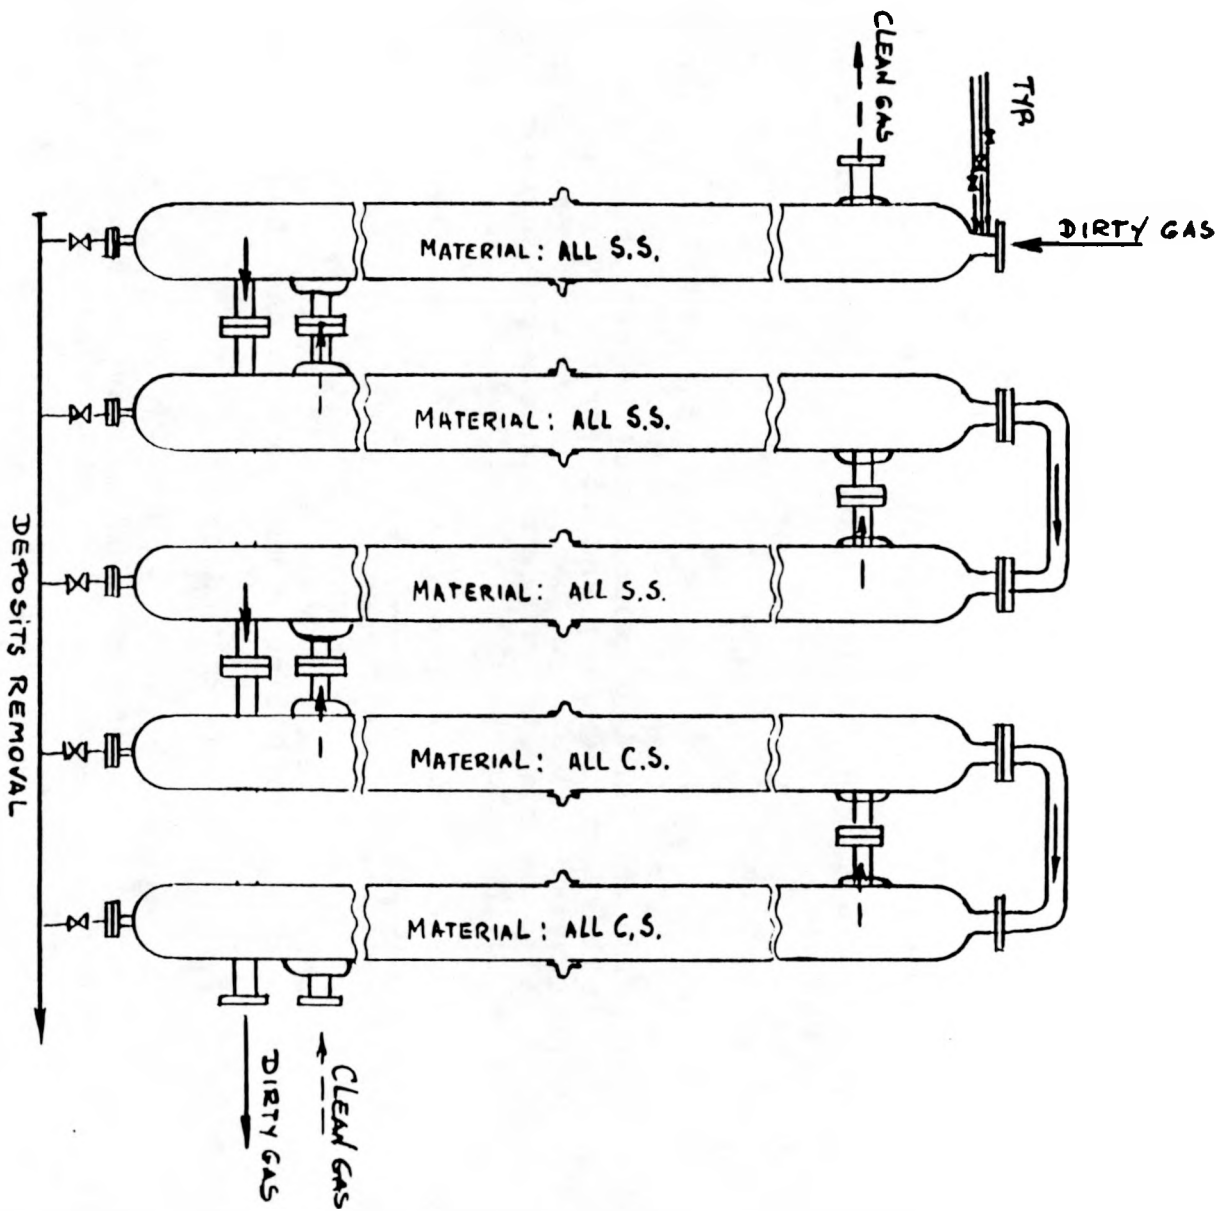 CLEAN GAS
TYP.
DIRTY GAS
MATERIAL: ALL S.S.
MATERIAL: ALL S.S.
MATERIAL: ALL S.S.
MATERIAL: ALL C.S.
MATERIAL: ALL C.S.
DEPOSITS REMOVAL
DIRTY GAS
CLEAN GAS